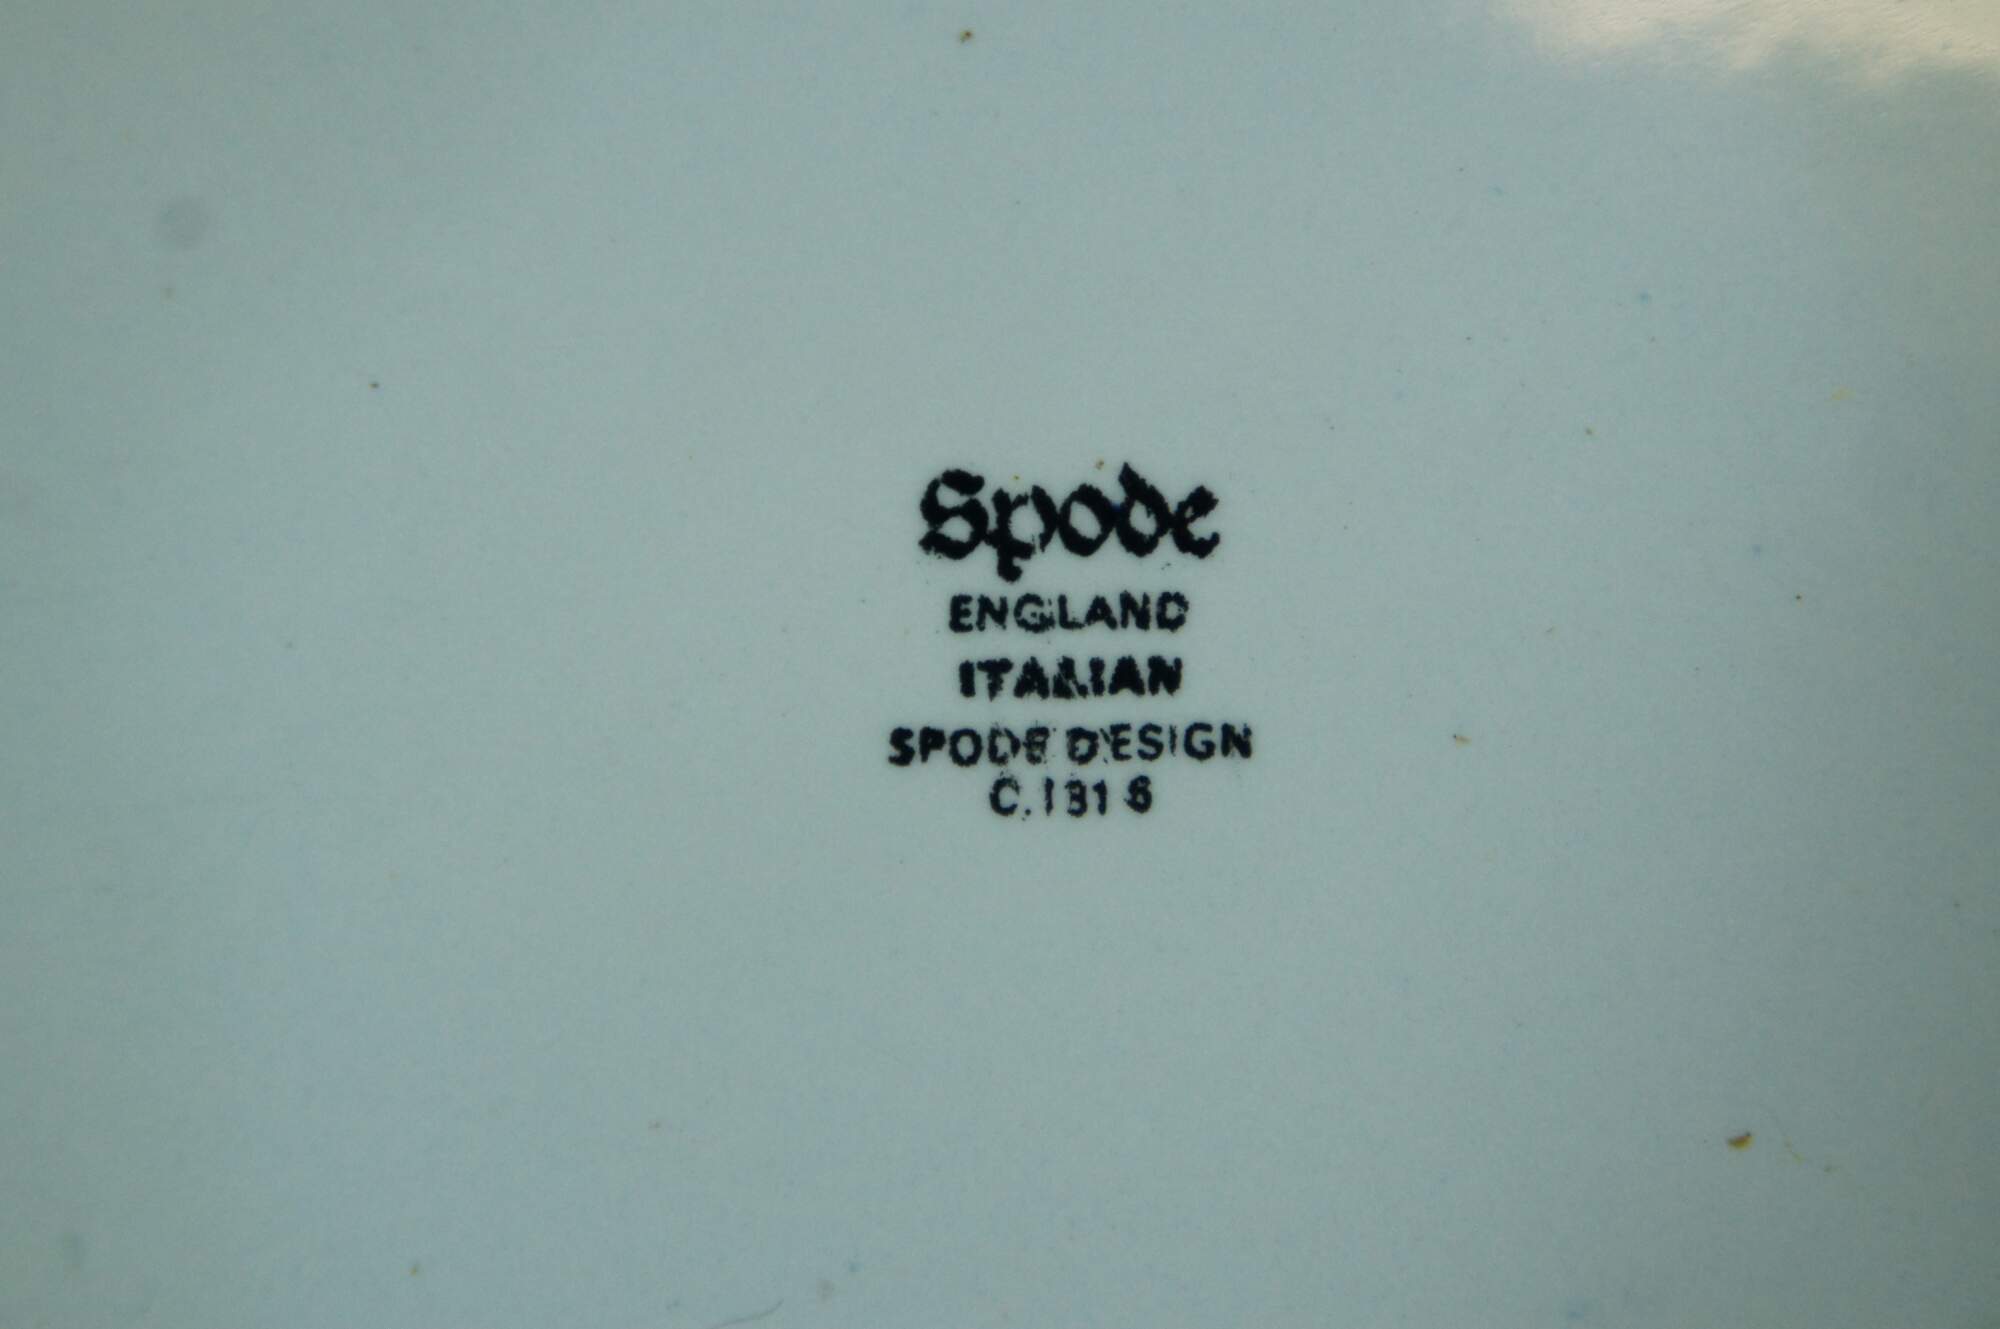 Spode
ENGLAND
ITALIAN
SPODE DESIGN
C.1816